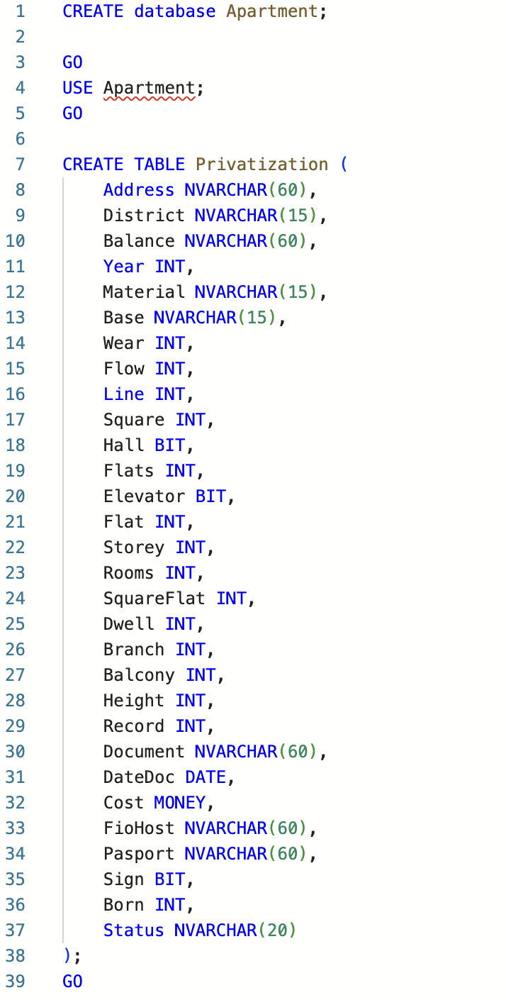 1 CREATE database Apartment;
2
3 GO
4 USE Apartment;
5 GO
6
7 CREATE TABLE Privatization (
8     Address NVARCHAR(60),
9     District NVARCHAR(15),
10     Balance NVARCHAR(60),
11     Year INT,
12     Material NVARCHAR(15),
13     Base NVARCHAR(15),
14     Wear INT,
15     Flow INT,
16     Line INT,
17     Square INT,
18     Hall BIT,
19     Flats INT,
20     Elevator BIT,
21     Flat INT,
22     Storey INT,
23     Rooms INT,
24     SquareFlat INT,
25     Dwell INT,
26     Branch INT,
27     Balcony INT,
28     Height INT,
29     Record INT,
30     Document NVARCHAR(60),
31     DateDoc DATE,
32     Cost MONEY,
33     FioHost NVARCHAR(60),
34     Pasport NVARCHAR(60),
35     Sign BIT,
36     Born INT,
37     Status NVARCHAR(20)
38 );
39 GO